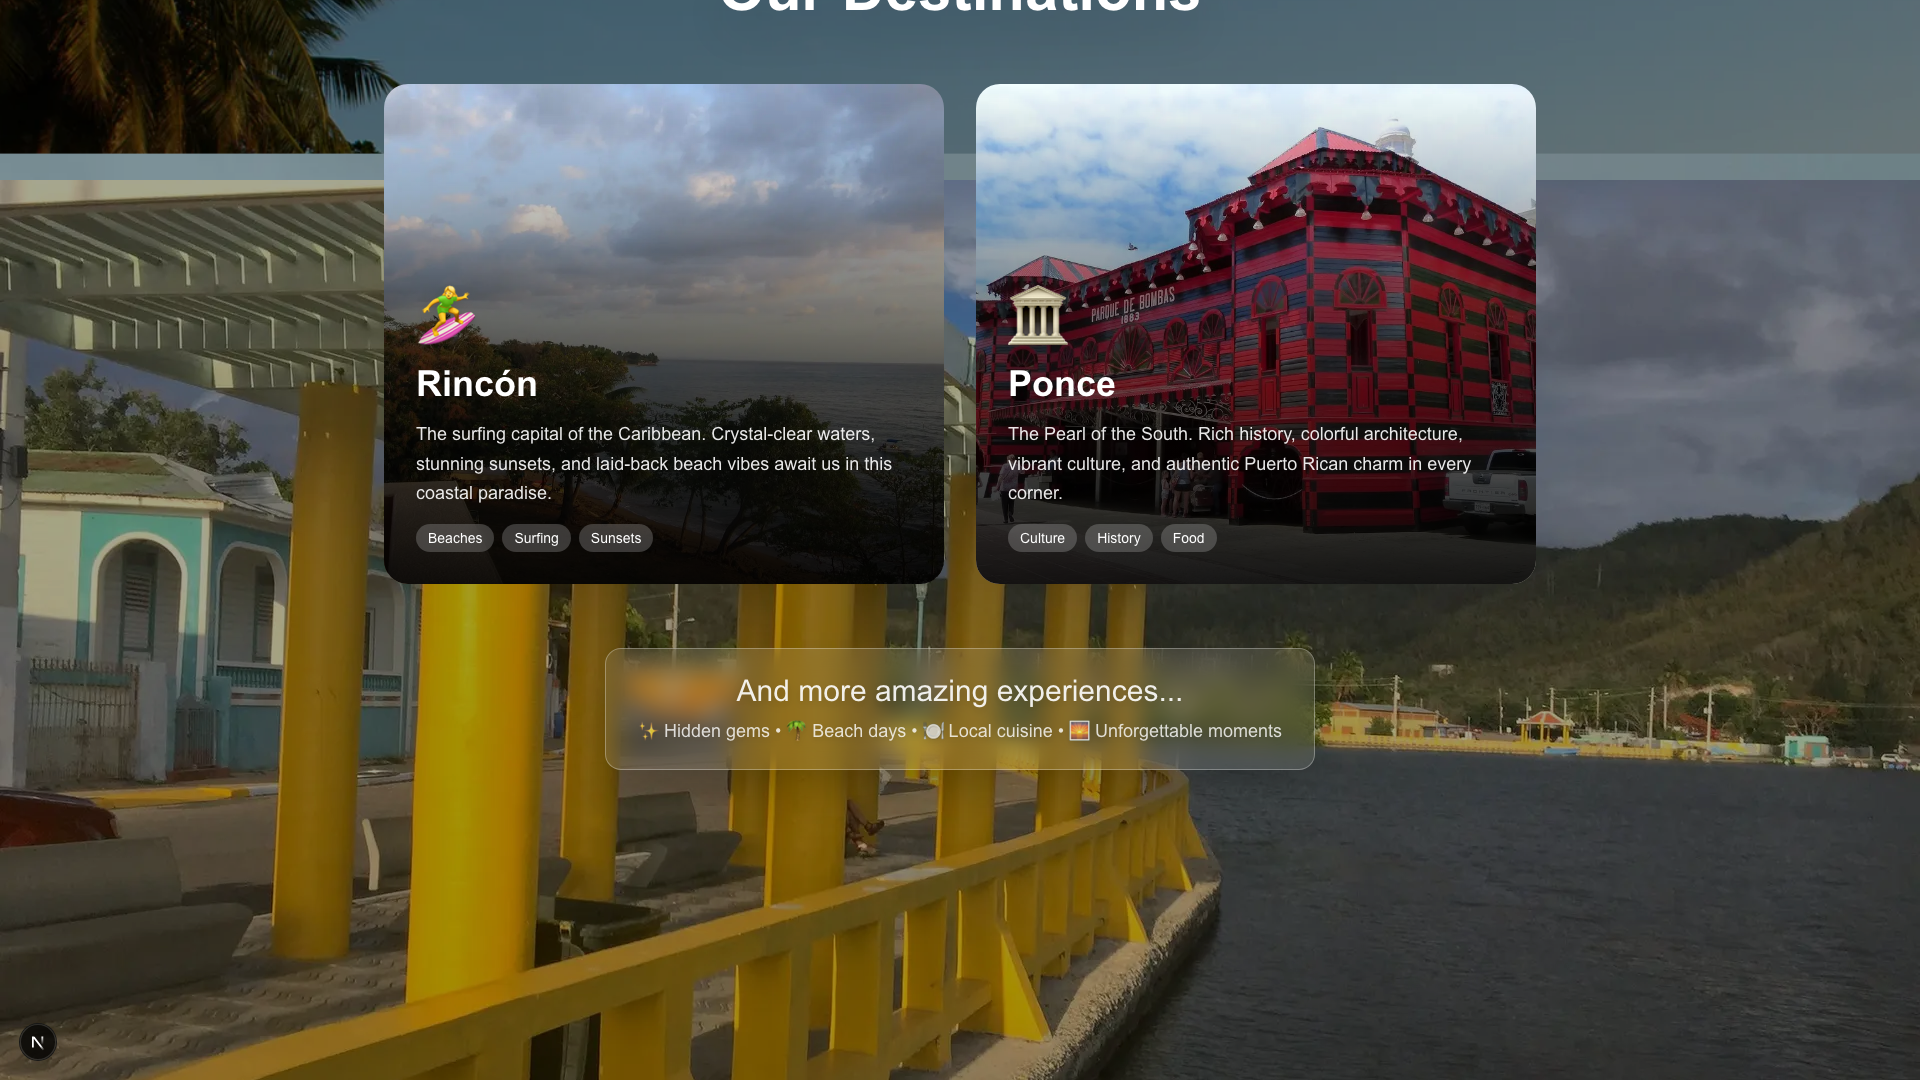 Our Destinations
Rincón
The surfing capital of the Caribbean. Crystal-clear waters,
stunning sunsets, and laid-back beach vibes await us in this
coastal paradise.
Beaches Surfing Sunsets
PARQUE DE BOMBAS
1883
Ponce
The Pearl of the South. Rich history, colorful architecture,
vibrant culture, and authentic Puerto Rican charm in every
corner.
Culture History Food
And more amazing experiences...
✨ Hidden gems • 🌴 Beach days • 🍽️ Local cuisine • 🌅 Unforgettable moments
N